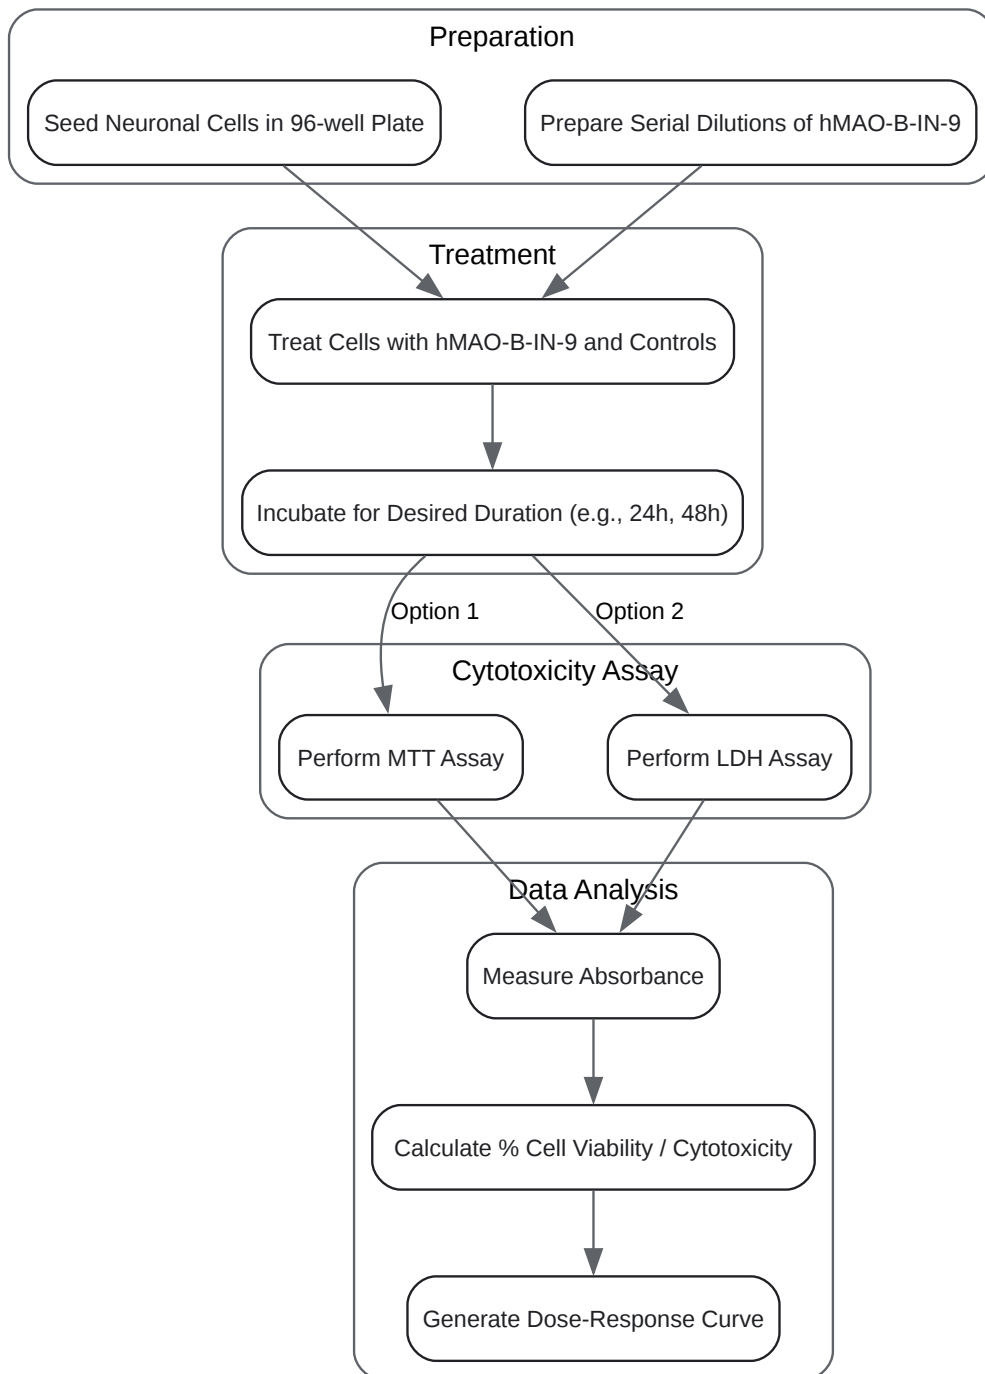 Preparation
Seed Neuronal Cells in 96-well Plate
Prepare Serial Dilutions of hMAO-B-IN-9
Treatment
Treat Cells with hMAO-B-IN-9 and Controls
Incubate for Desired Duration (e.g., 24h, 48h)
Option 1
Option 2
Cytotoxicity Assay
Perform MTT Assay
Perform LDH Assay
Data Analysis
Measure Absorbance
Calculate % Cell Viability / Cytotoxicity
Generate Dose-Response Curve